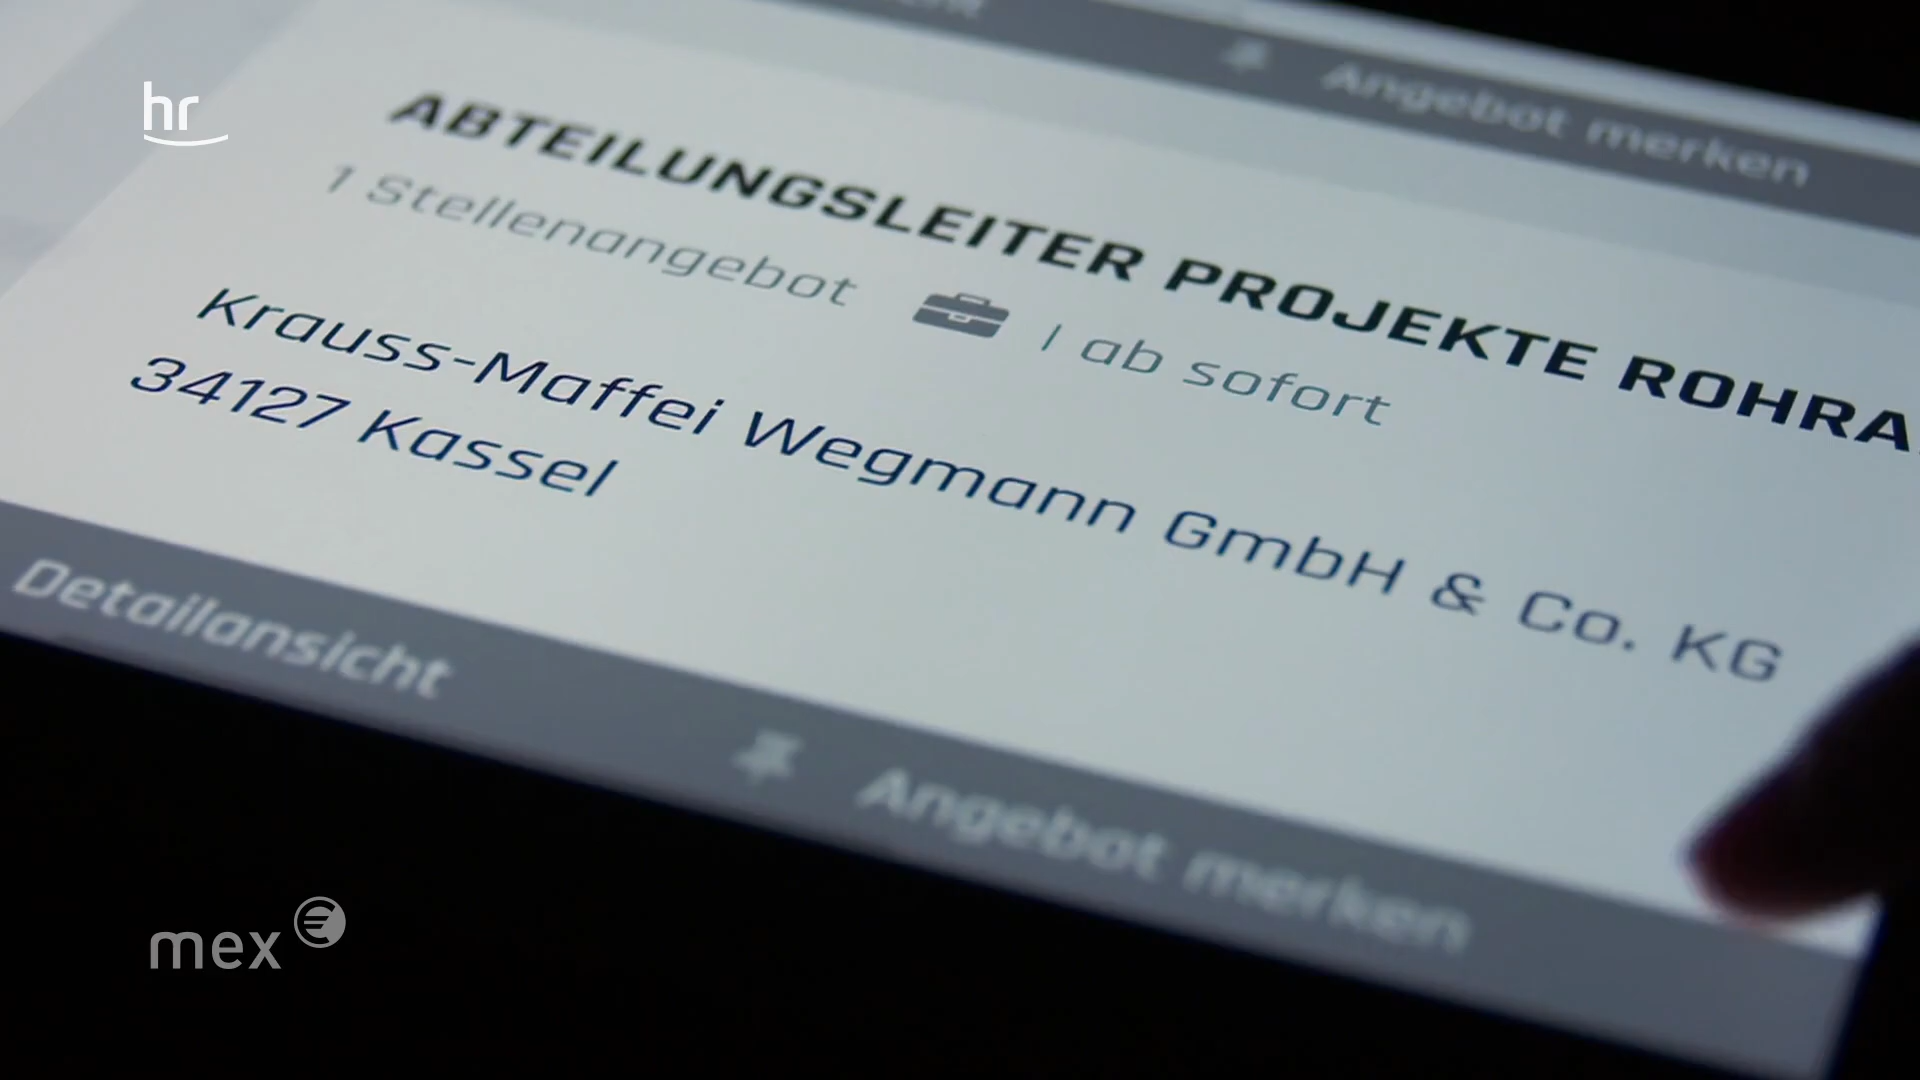 hr
Angebot merken
ABTEILUNGSLEITER PROJEKTE
1 Stellenangebot | ab sofort
Krauss-Maffei Wegmann GmbH & Co. KG
34127 Kassel
Detailansicht
Angebot merken
mex